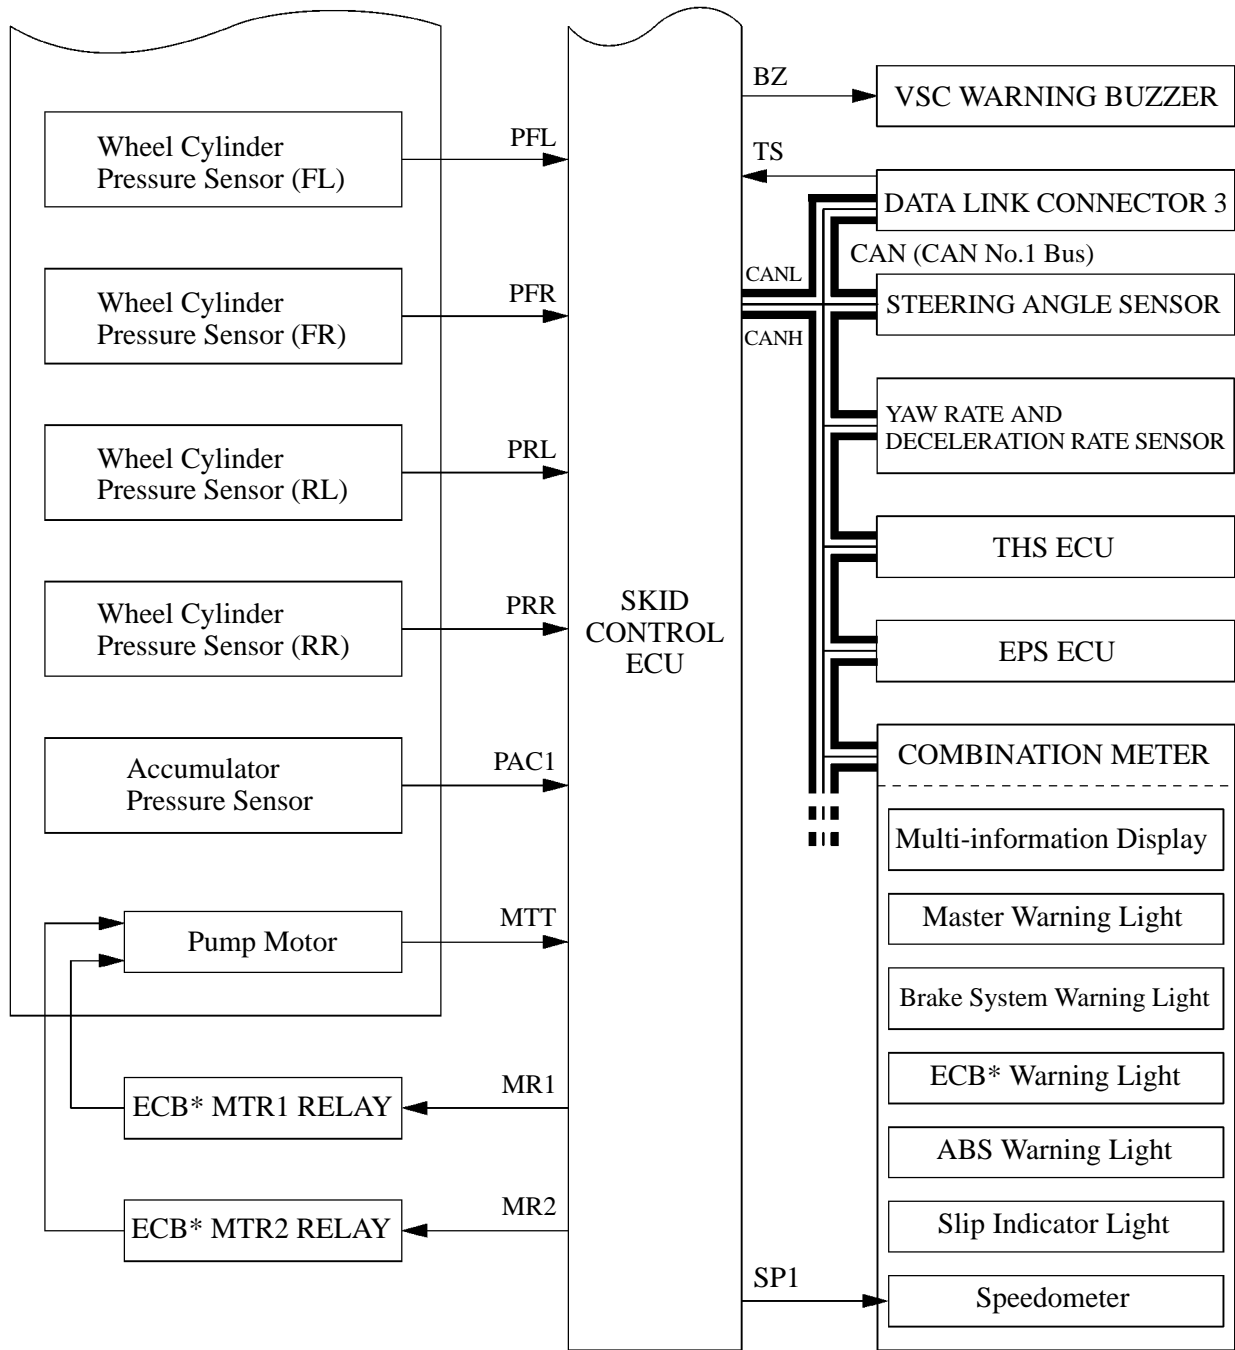 Wheel Cylinder
Pressure Sensor (FL)
PFL
Wheel Cylinder
Pressure Sensor (FR)
PFR
Wheel Cylinder
Pressure Sensor (RL)
PRL
Wheel Cylinder
Pressure Sensor (RR)
PRR
Accumulator
Pressure Sensor
PAC1
Pump Motor
MTT
ECB* MTR1 RELAY
MR1
ECB* MTR2 RELAY
MR2
SKID
CONTROL
ECU
BZ
VSC WARNING BUZZER
TS
DATA LINK CONNECTOR 3
CAN (CAN No.1 Bus)
CANL
CANH
STEERING ANGLE SENSOR
YAW RATE AND
DECELERATION RATE SENSOR
THS ECU
EPS ECU
COMBINATION METER
Multi-information Display
Master Warning Light
Brake System Warning Light
ECB* Warning Light
ABS Warning Light
Slip Indicator Light
SP1
Speedometer